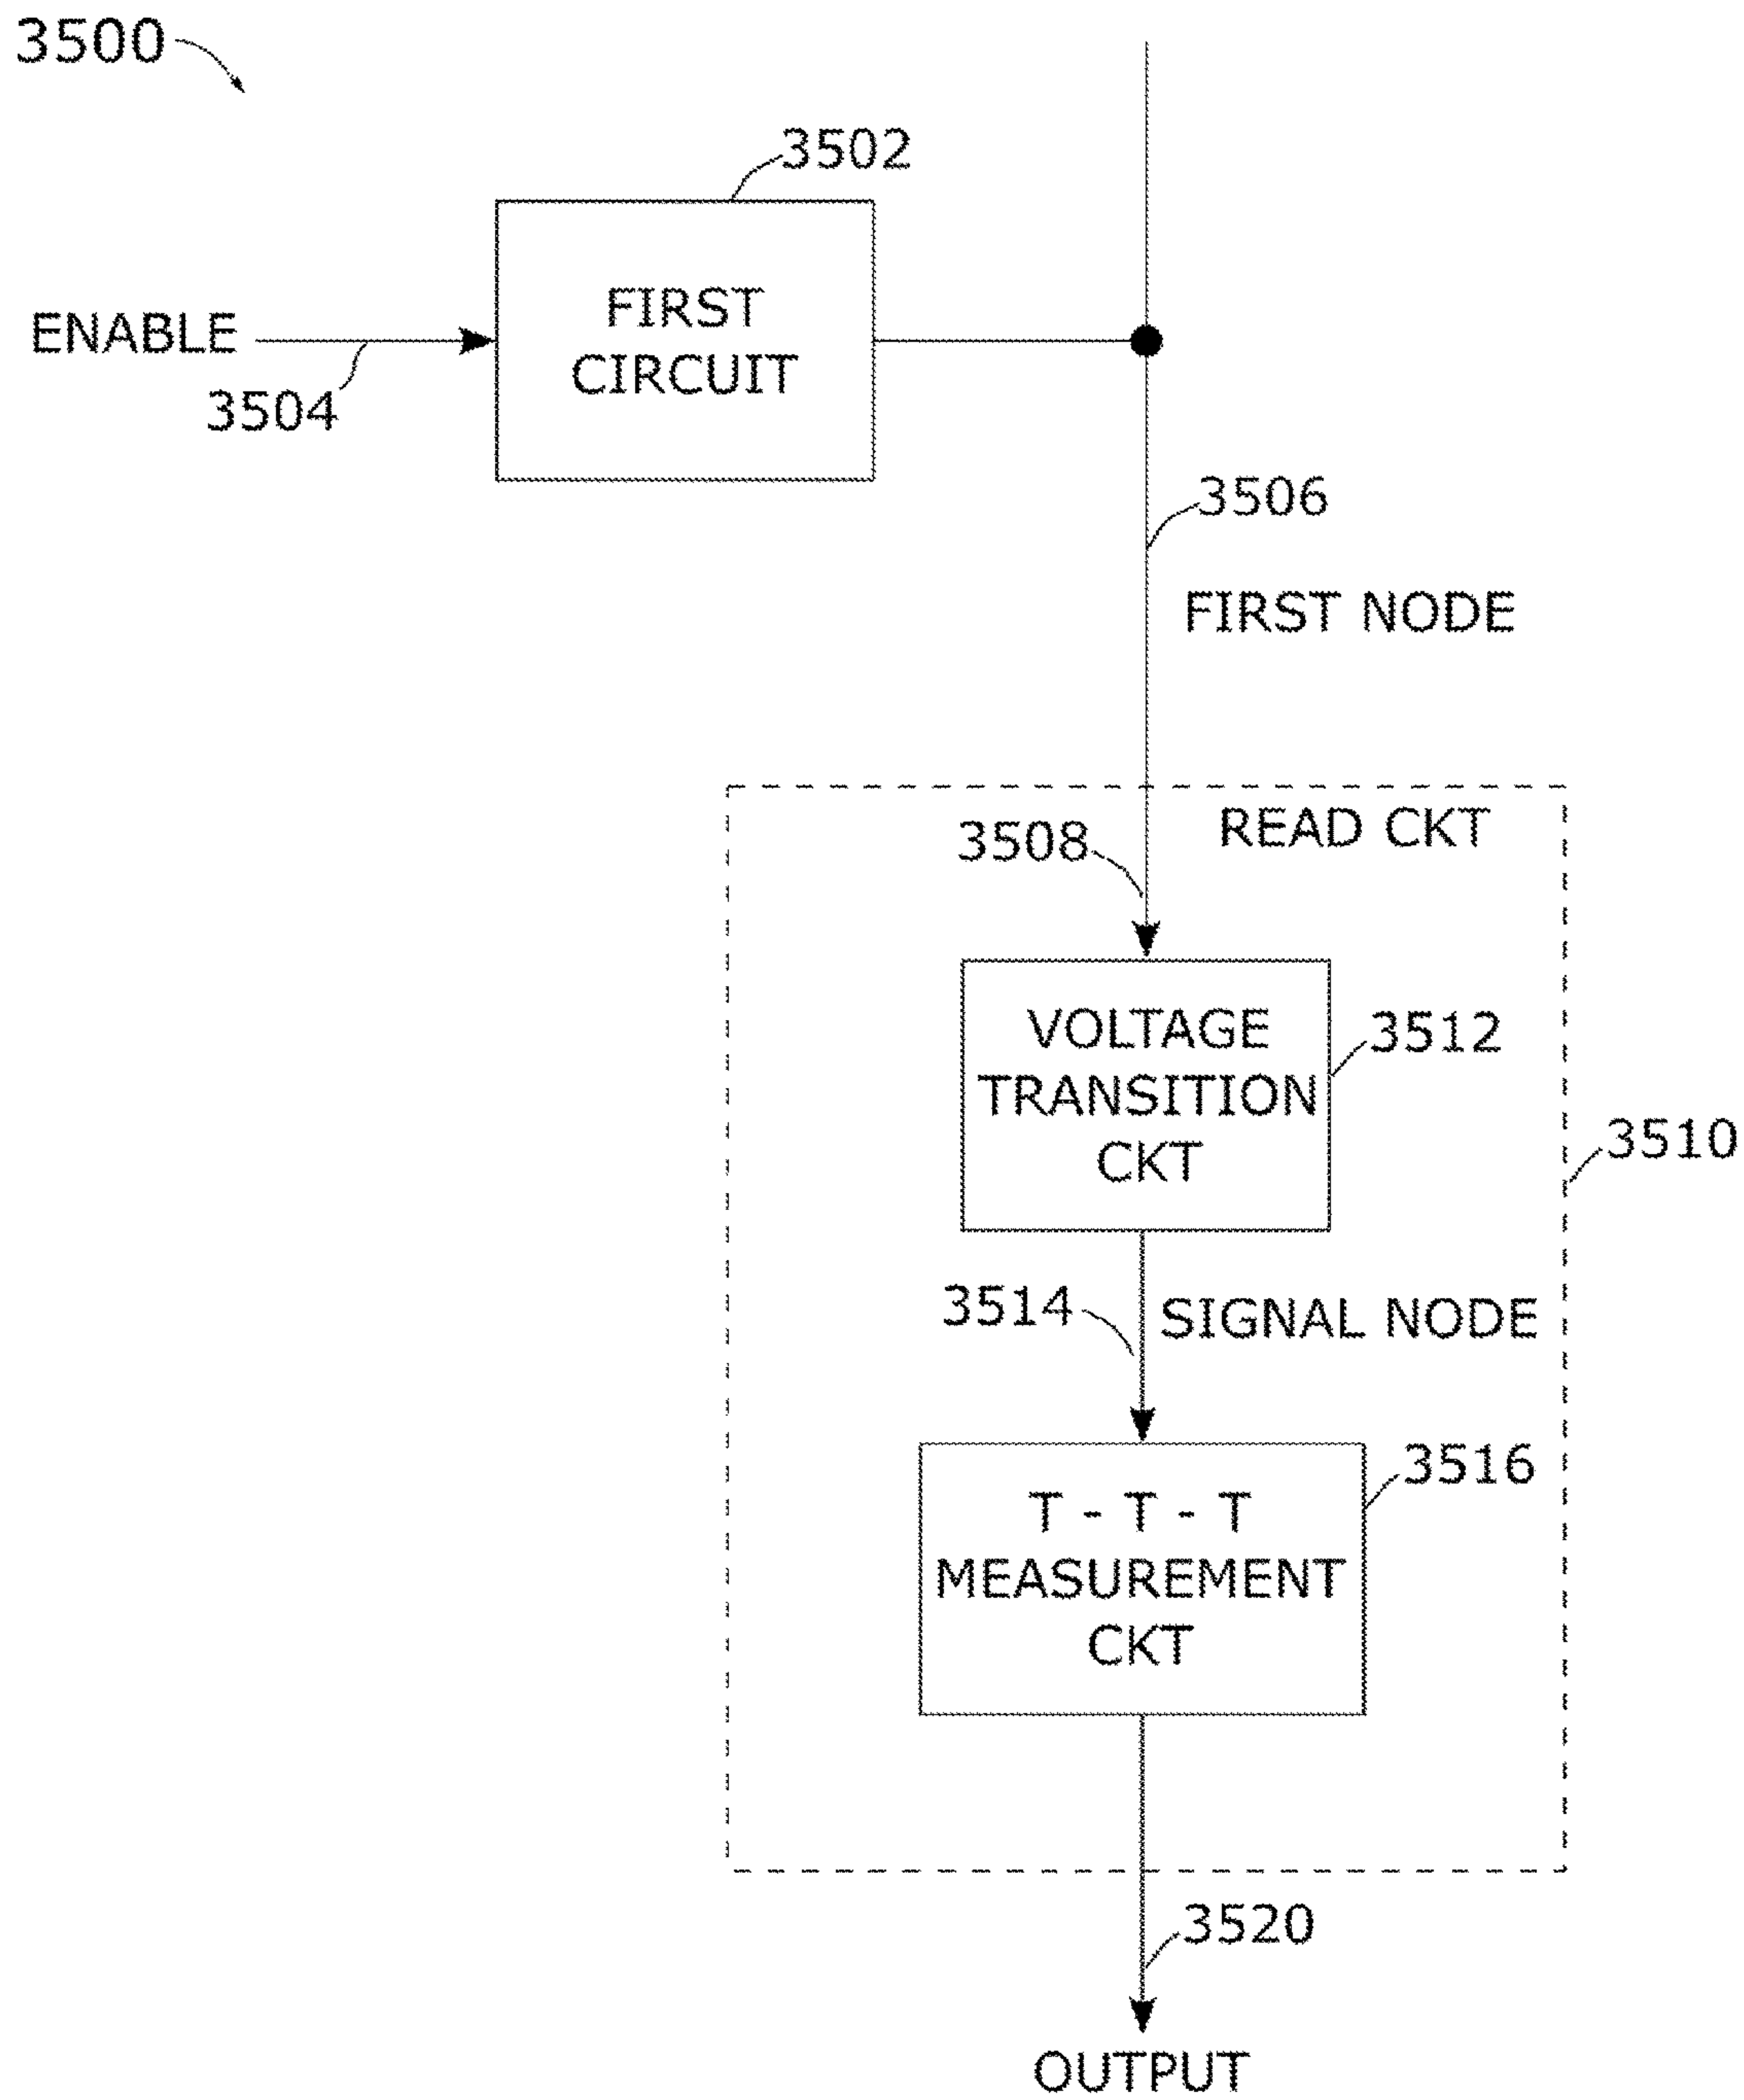 3500
3502
ENABLE
3504
FIRST
CIRCUIT
3506
FIRST NODE
READ CKT
3508
VOLTAGE
TRANSITION
CKT
3512
3510
3514
SIGNAL NODE
3516
T - T - T
MEASUREMENT
CKT
3520
OUTPUT